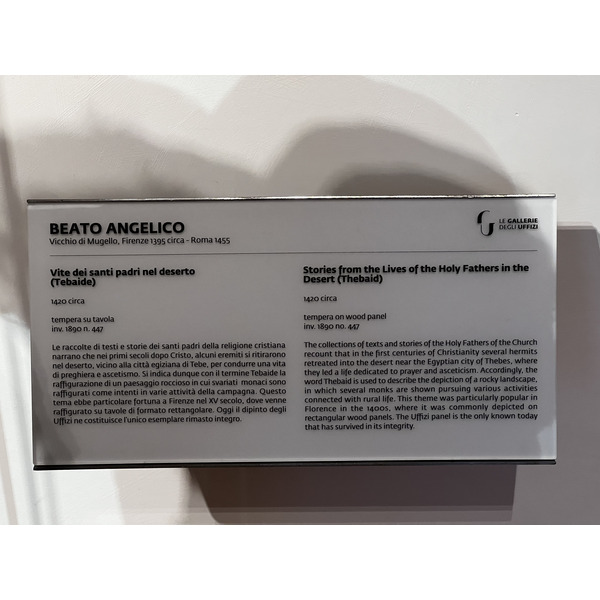 BEATO ANGELICO
Vicchio di Mugello, Firenze 1395 circa - Roma 1455
LE GALLERIE
DEGLI UFFIZI
Vite dei santi padri nel deserto
(Tebaide)
1420 circa
tempera su tavola
inv. 1890 n. 447
Le raccolte di testi e storie dei santi padri della religione cristiana
narrano che nei primi secoli dopo Cristo, alcuni eremiti si ritirarono
nel deserto, vicino alla città egiziana di Tebe, per condurre una vita
di preghiera e ascetismo. Si indica dunque con il termine Tebaide la
raffigurazione di un paesaggio roccioso in cui svariati monaci sono
raffigurati come intenti in varie attività della campagna. Questo
tema ebbe particolare fortuna a Firenze nel XV secolo, dove venne
raffigurato su tavole di formato rettangolare. Oggi il dipinto degli
Uffizi ne costituisce l'unico esemplare rimasto integro.
Stories from the Lives of the Holy Fathers in the
Desert (Thebaid)
1420 circa
tempera on wood panel
inv. 1890 no. 447
The collections of texts and stories of the Holy Fathers of the Church
recount that in the first centuries of Christianity several hermits
retreated into the desert near the Egyptian city of Thebes, where
they led a life dedicated to prayer and asceticism. Accordingly, the
word Thebaid is used to describe the depiction of a rocky landscape,
in which several monks are shown pursuing various activities
connected with rural life. This theme was particularly popular in
Florence in the 1400s, where it was commonly depicted on
rectangular wood panels. The Uffizi panel is the only known today
that has survived in its integrity.